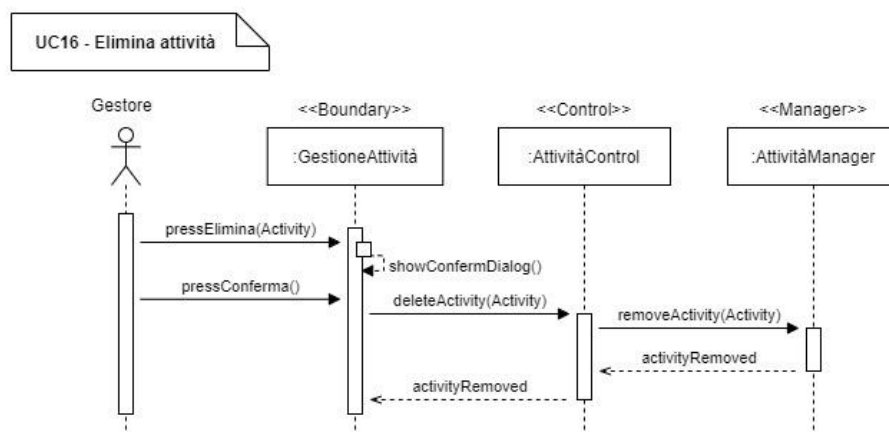 UC16 - Elimina attività
Gestore
<<Boundary>>
<<Control>>
<<Manager>>
:GestioneAttività
:AttivitàControl
:AttivitàManager
pressElimina(Activity)
showConfermDialog()
pressConferma()
deleteActivity(Activity)
removeActivity(Activity)
activityRemoved
activityRemoved